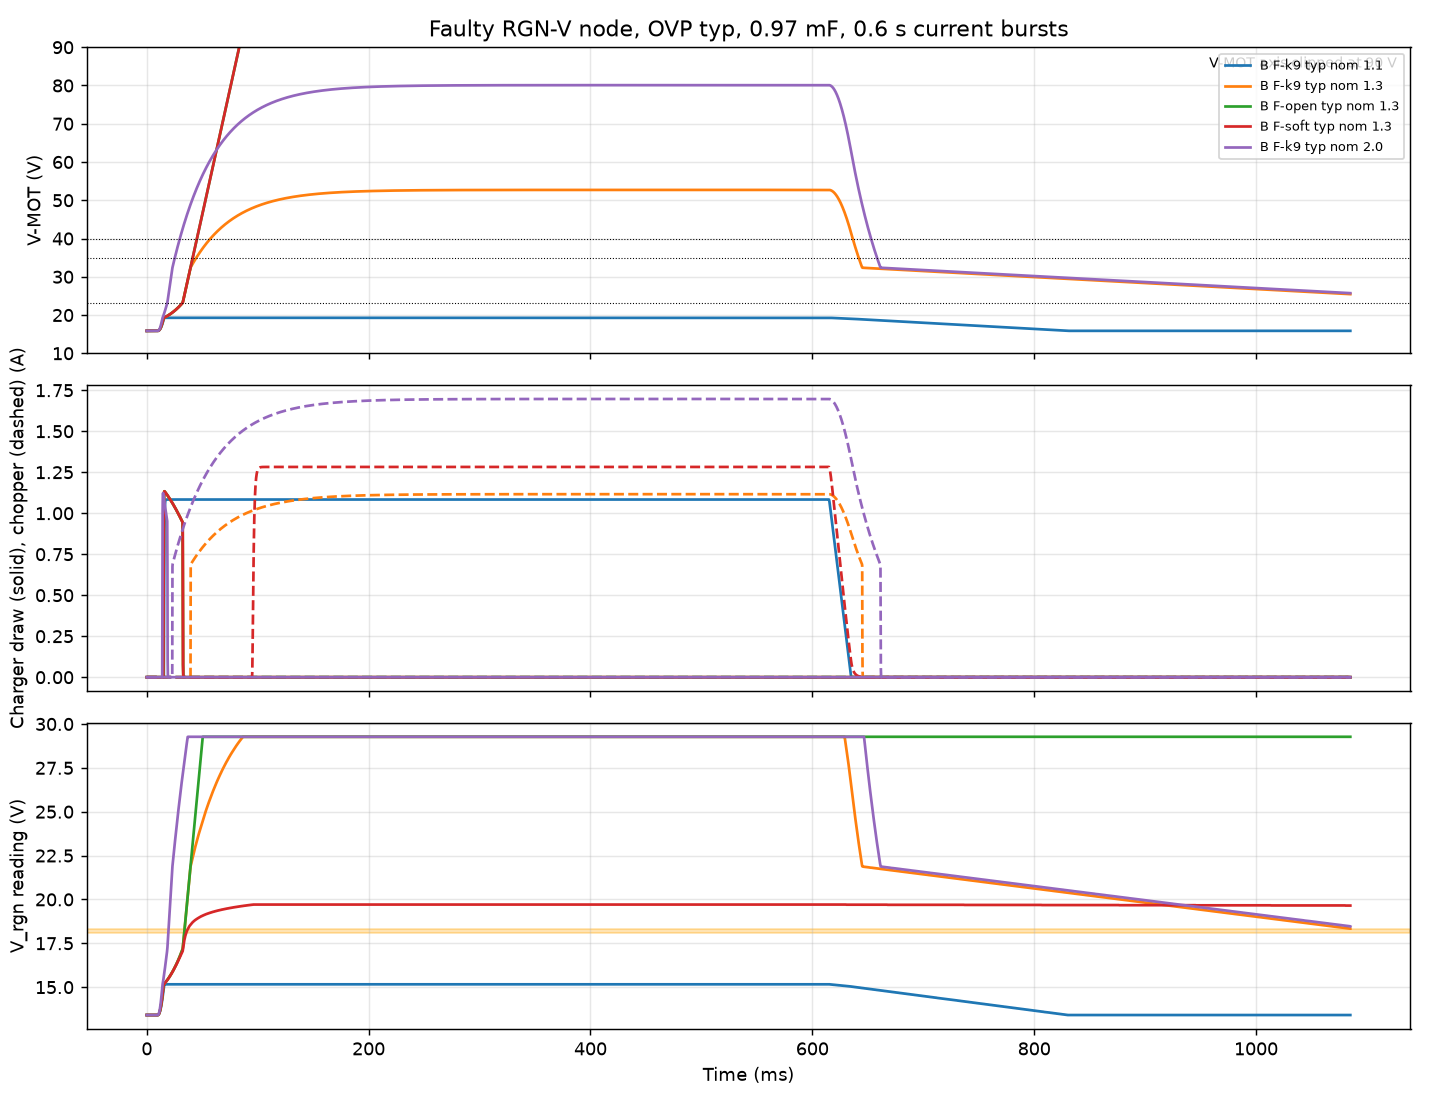 Faulty RGN-V node, OVP typ, 0.97 mF, 0.6 s current bursts
90
80
70
60
50
40
30
20
10
V-MOT (V)
B F-k9 typ nom 1.1
B F-k9 typ nom 1.3
B F-open typ nom 1.3
B F-soft typ nom 1.3
B F-k9 typ nom 2.0
1.75
1.50
1.25
1.00
0.75
0.50
0.25
0.00
Charger draw (solid), chopper (dashed) (A)
30.0
27.5
25.0
22.5
20.0
17.5
15.0
V_rgn reading (V)
0 200 400 600 800 1000
Time (ms)